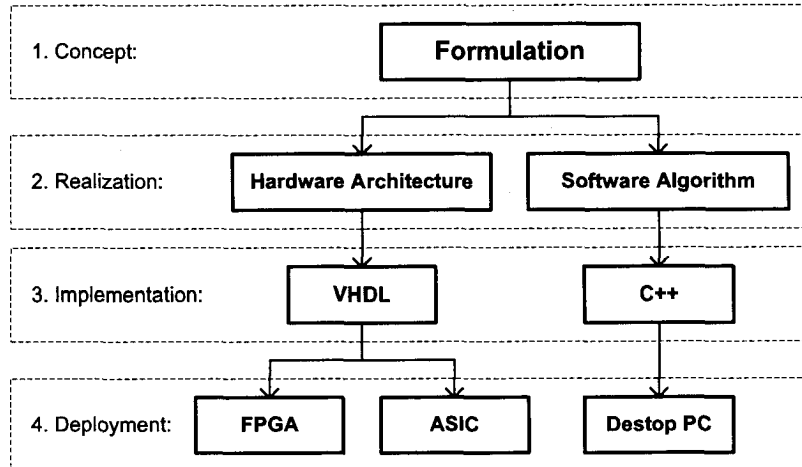 1. Concept:
Formulation
2. Realization:
Hardware Architecture
Software Algorithm
3. Implementation:
VHDL
C++
4. Deployment:
FPGA
ASIC
Destop PC